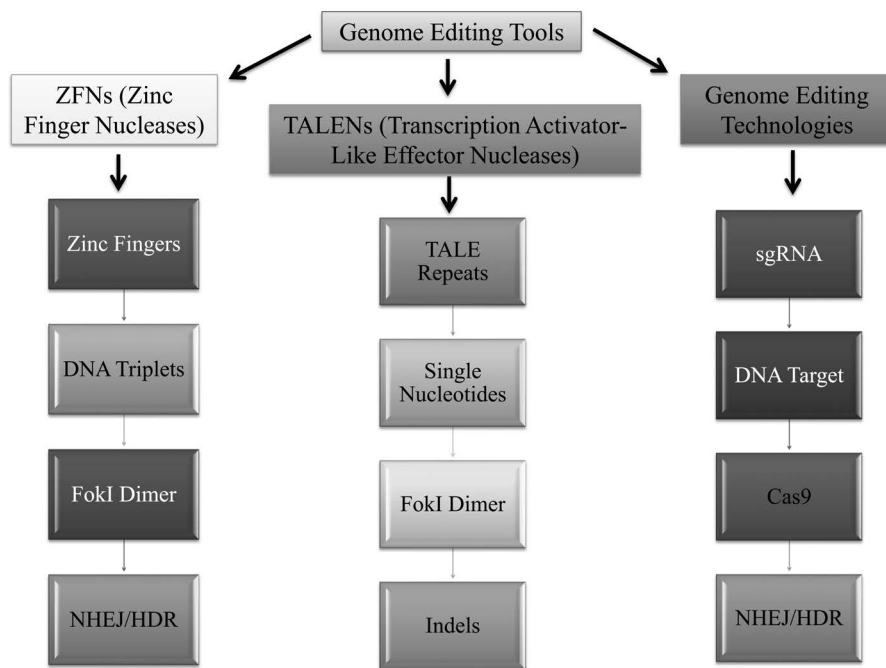 Genome Editing Tools
ZFNs (Zinc
Finger Nucleases)
Zinc Fingers
DNA Triplets
FokI Dimer
NHEJ/HDR
TALENs (Transcription Activator-
Like Effector Nucleases)
TALE
Repeats
Single
Nucleotides
FokI Dimer
Indels
Genome Editing
Technologies
sgRNA
DNA Target
Cas9
NHEJ/HDR